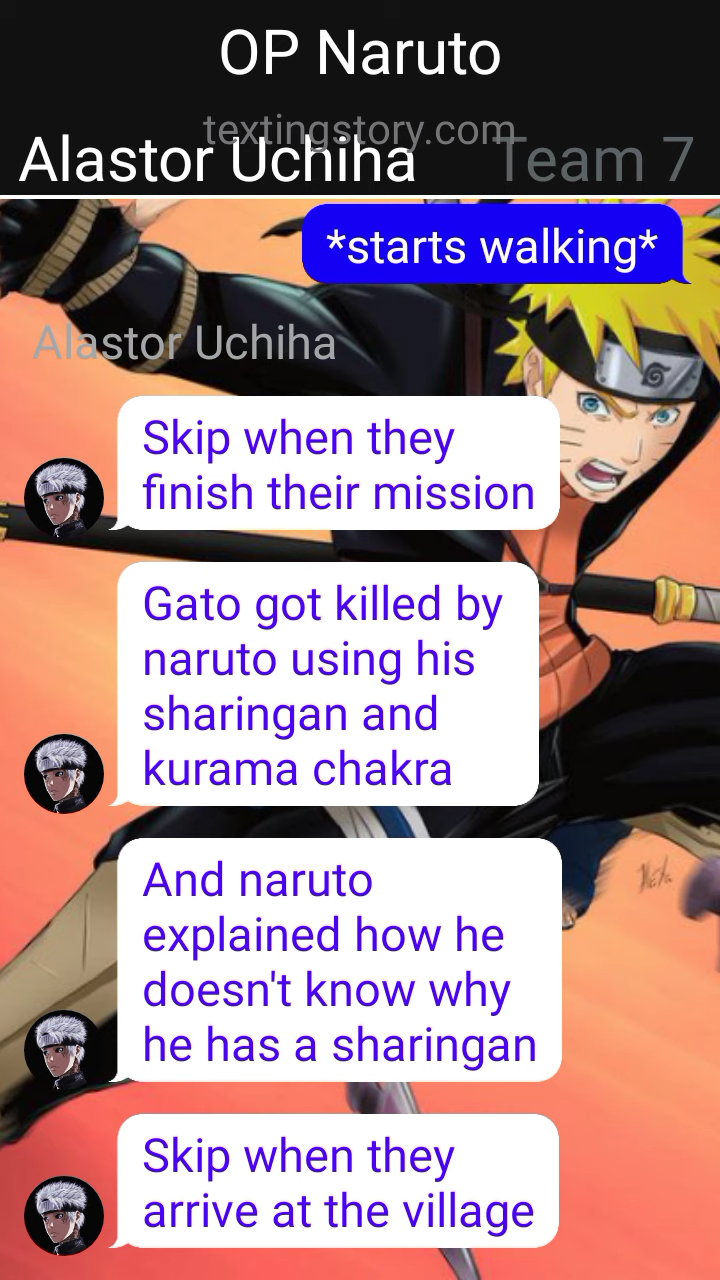 OP Naruto
textingstory.com
Alastor Uchiha Team 7
*starts walking*
Alastor Uchiha
Skip when they
finish their mission
Gato got killed by
naruto using his
sharingan and
kurama chakra
And naruto
explained how he
doesn't know why
he has a sharingan
Skip when they
arrive at the village